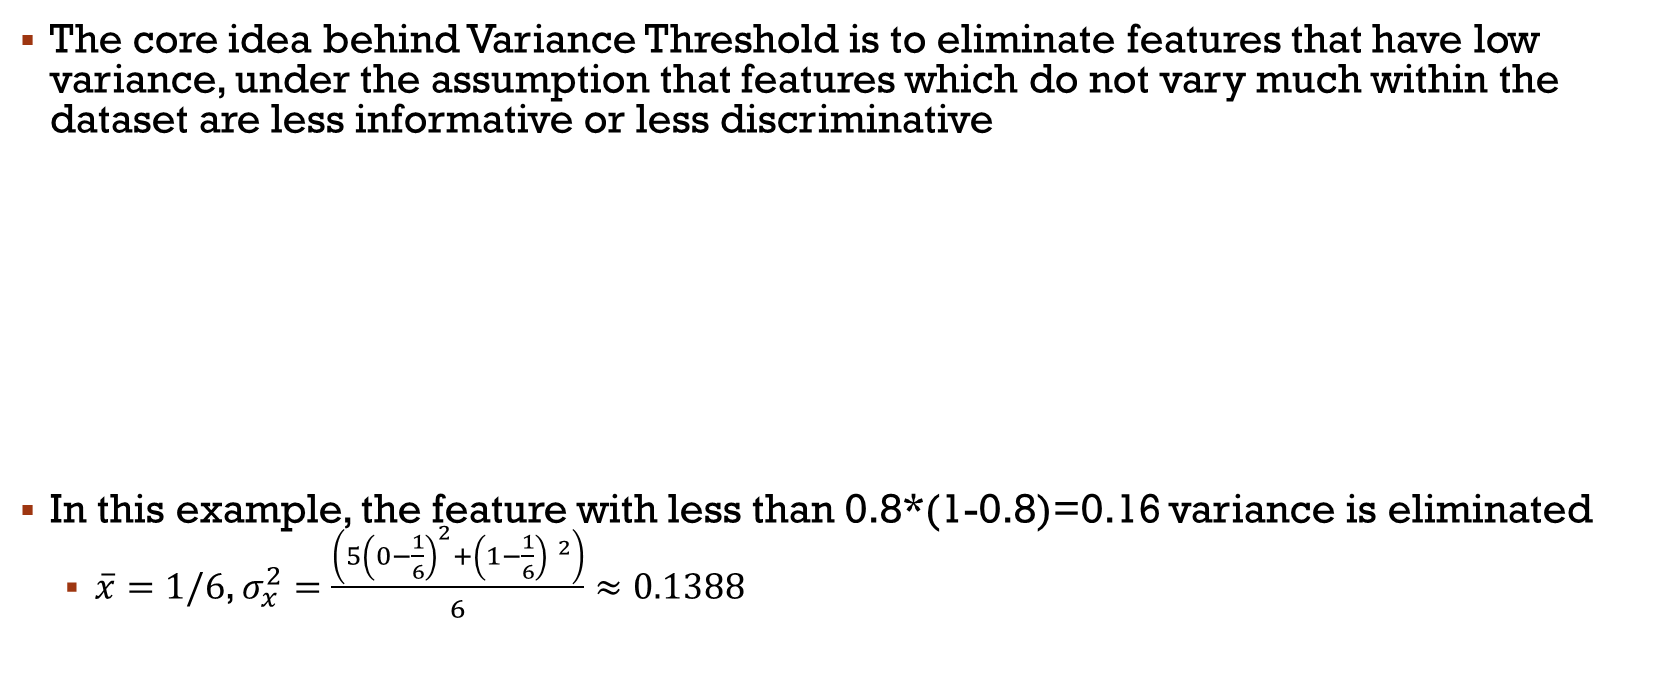 ▪ The core idea behind Variance Threshold is to eliminate features that have low
variance, under the assumption that features which do not vary much within the
dataset are less informative or less discriminative
▪ In this example, the feature with less than 0.8*(1-0.8)=0.16 variance is eliminated
▪ x̄ = 1/6, σₓ² = (5(0−1/6)²+(1−1/6)²)/6 ≈ 0.1388